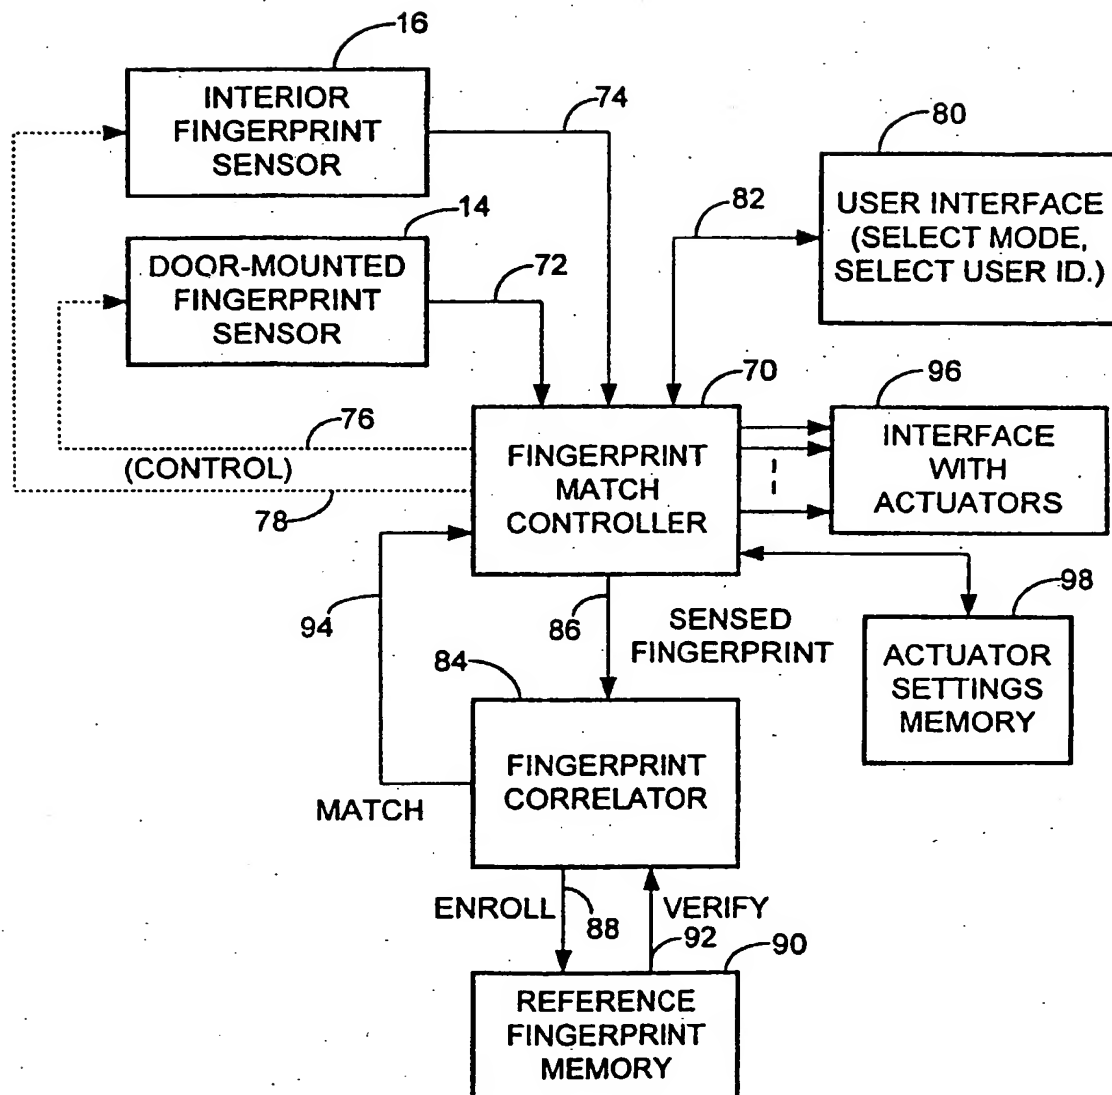 16
INTERIOR
FINGERPRINT
SENSOR
74
80
USER INTERFACE
(SELECT MODE,
SELECT USER ID.)
82
14
DOOR-MOUNTED
FINGERPRINT
SENSOR
72
70
96
76
(CONTROL)
78
FINGERPRINT
MATCH
CONTROLLER
INTERFACE
WITH
ACTUATORS
94
86
SENSED
FINGERPRINT
98
ACTUATOR
SETTINGS
MEMORY
84
FINGERPRINT
CORRELATOR
MATCH
ENROLL
88
VERIFY
92
90
REFERENCE
FINGERPRINT
MEMORY